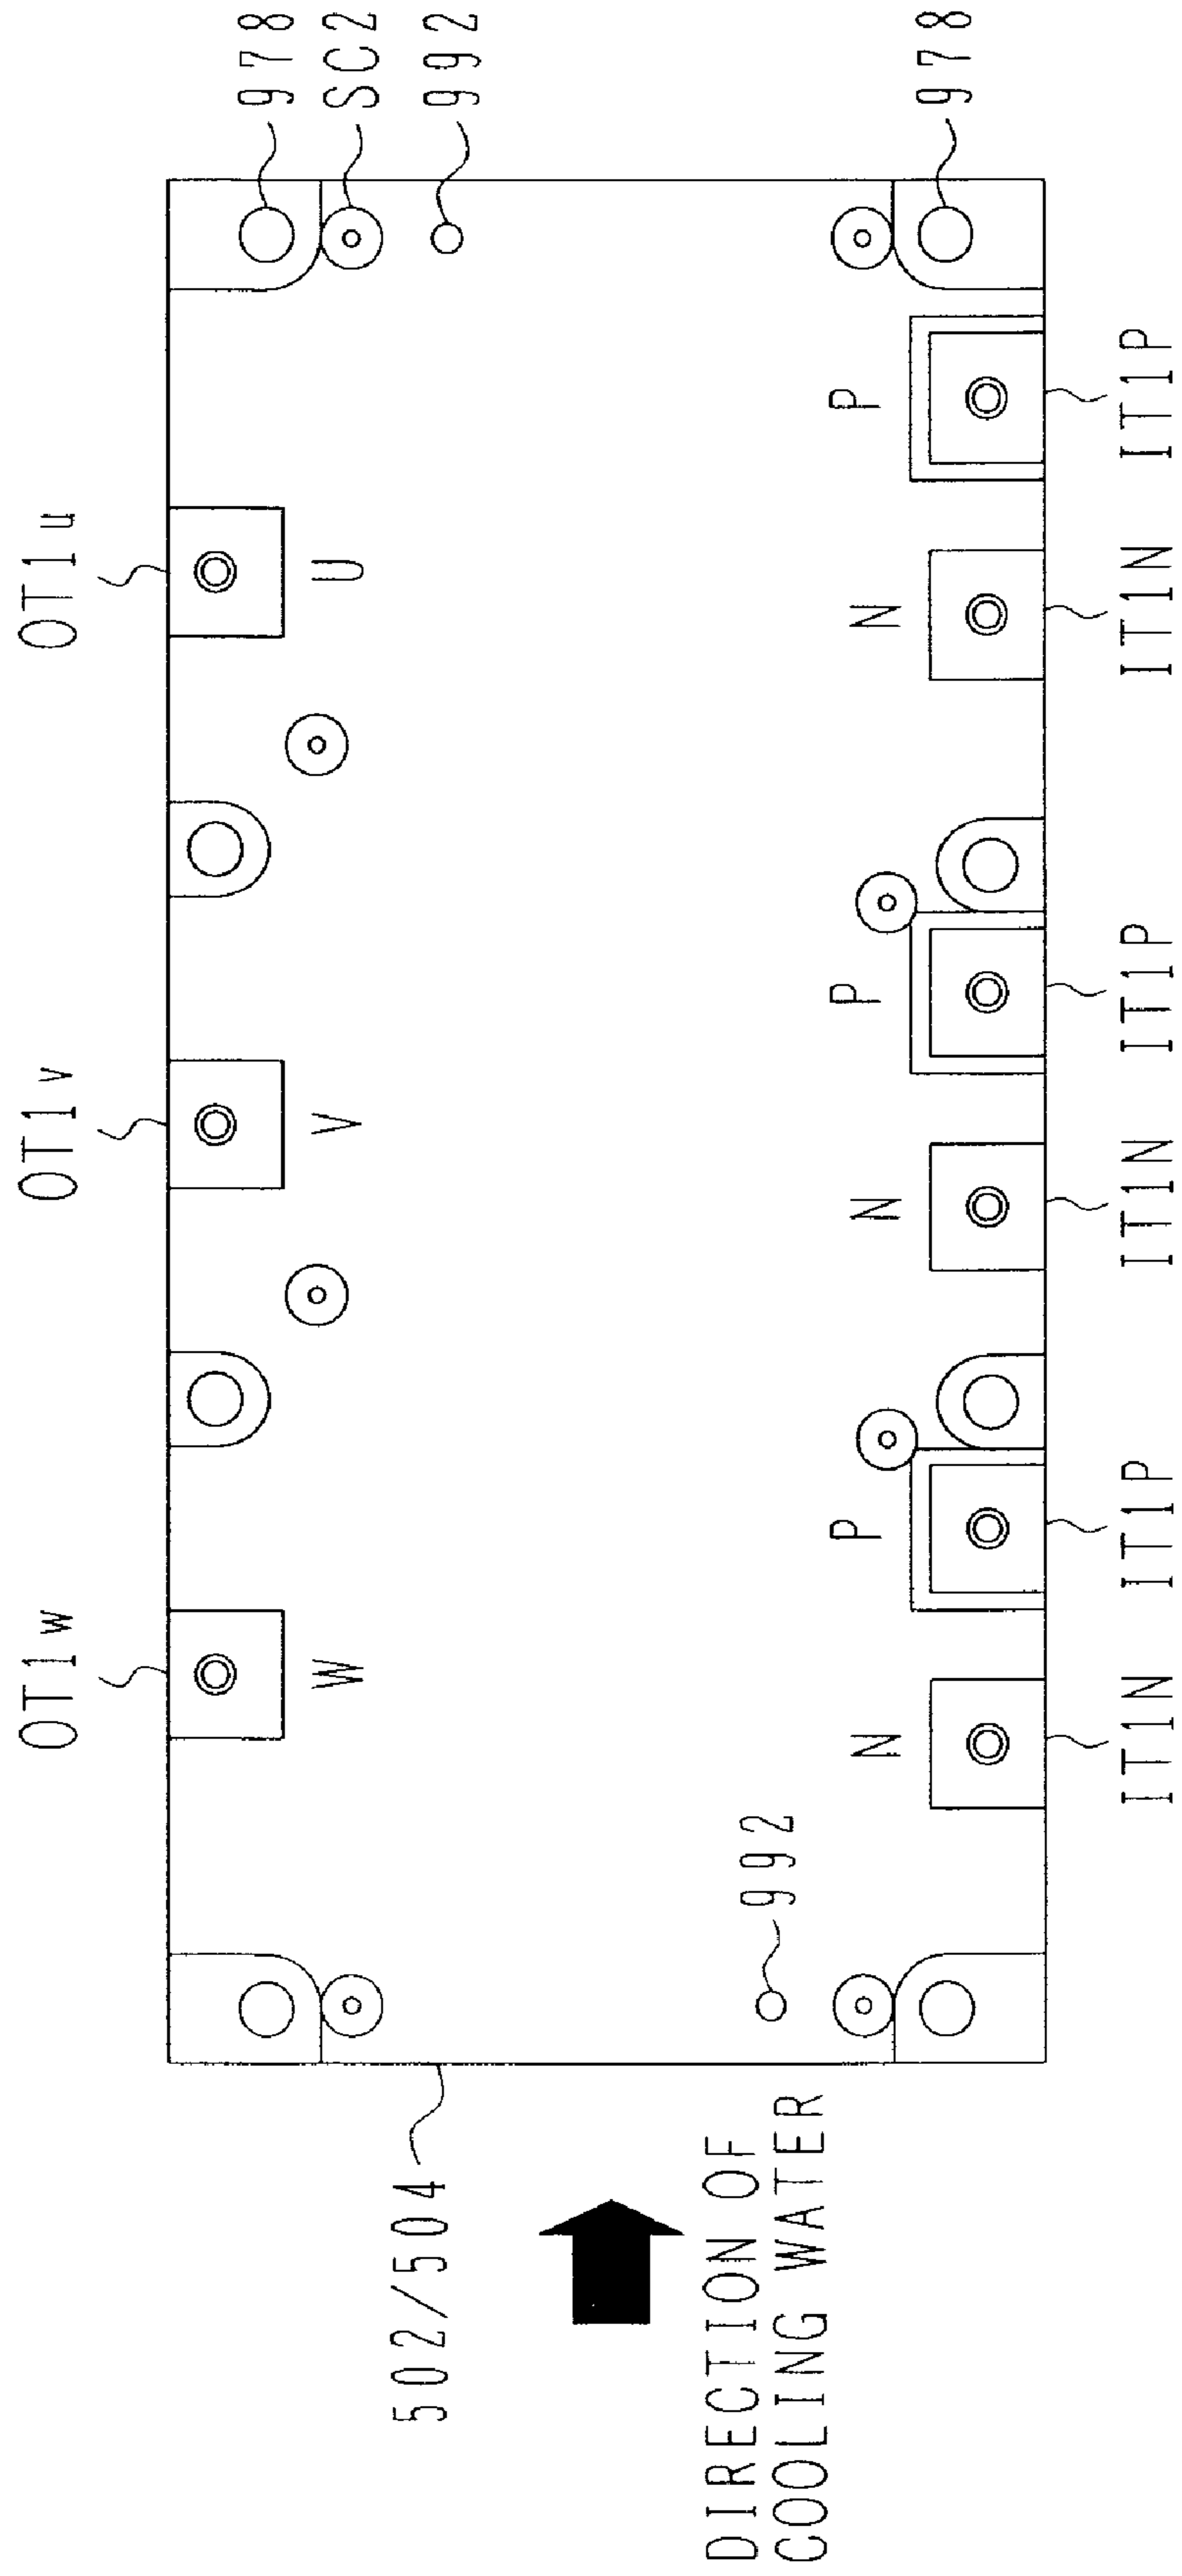 OT1w OT1v OT1u
978
W V U
SC2
502/504
992
DIRECTION OF
COOLING WATER
992
N P N P N P
978
IT1N IT1P IT1N IT1P IT1N IT1P